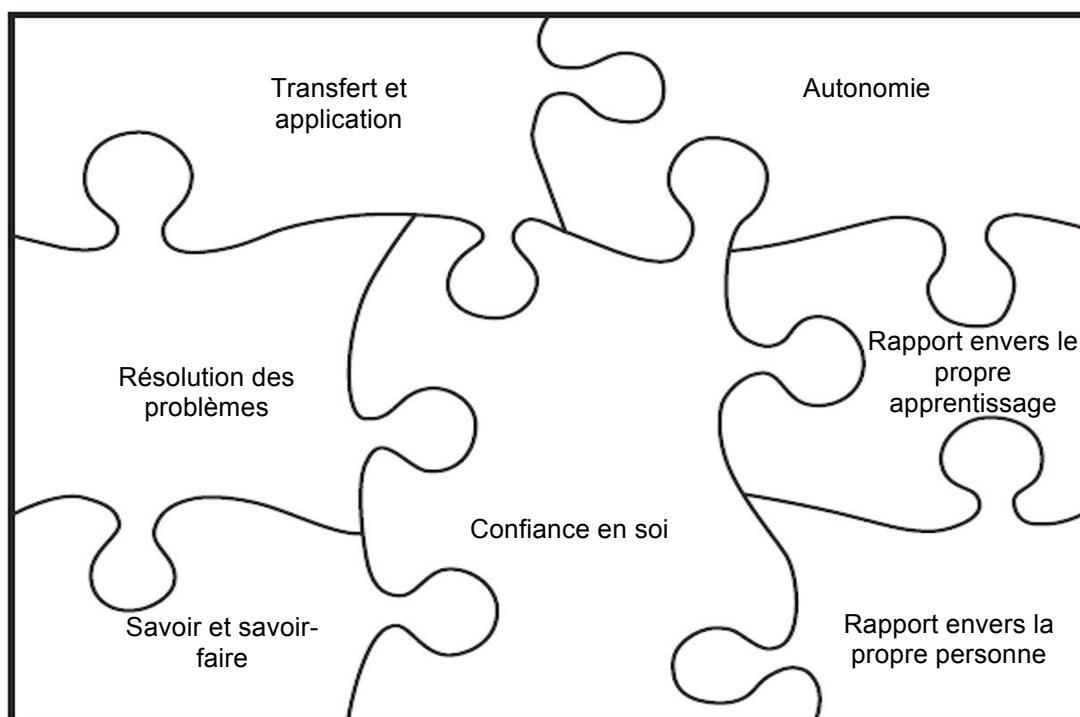 Transfert et
application
Autonomie
Résolution des
problèmes
Rapport envers le
propre
apprentissage
Confiance en soi
Savoir et savoir-
faire
Rapport envers la
propre personne